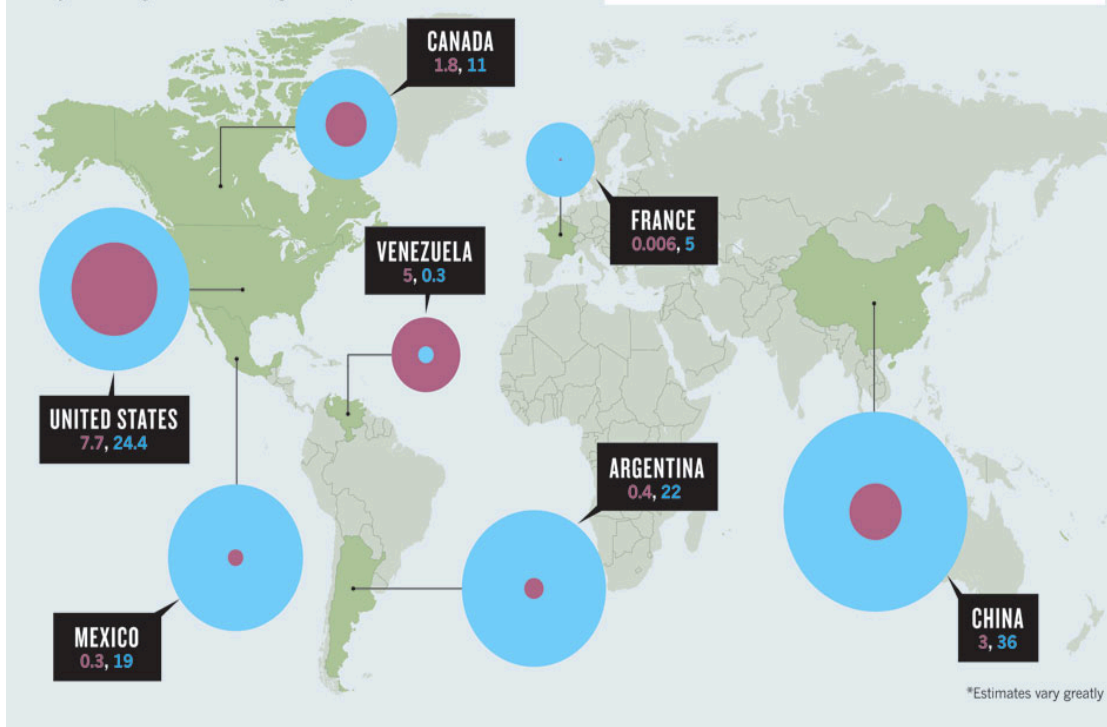 CANADA
1.8, 11
FRANCE
0.006, 5
VENEZUELA
5, 0.3
UNITED STATES
7.7, 24.4
ARGENTINA
0.4, 22
MEXICO
0.3, 19
CHINA
3, 36
*Estimates vary greatly